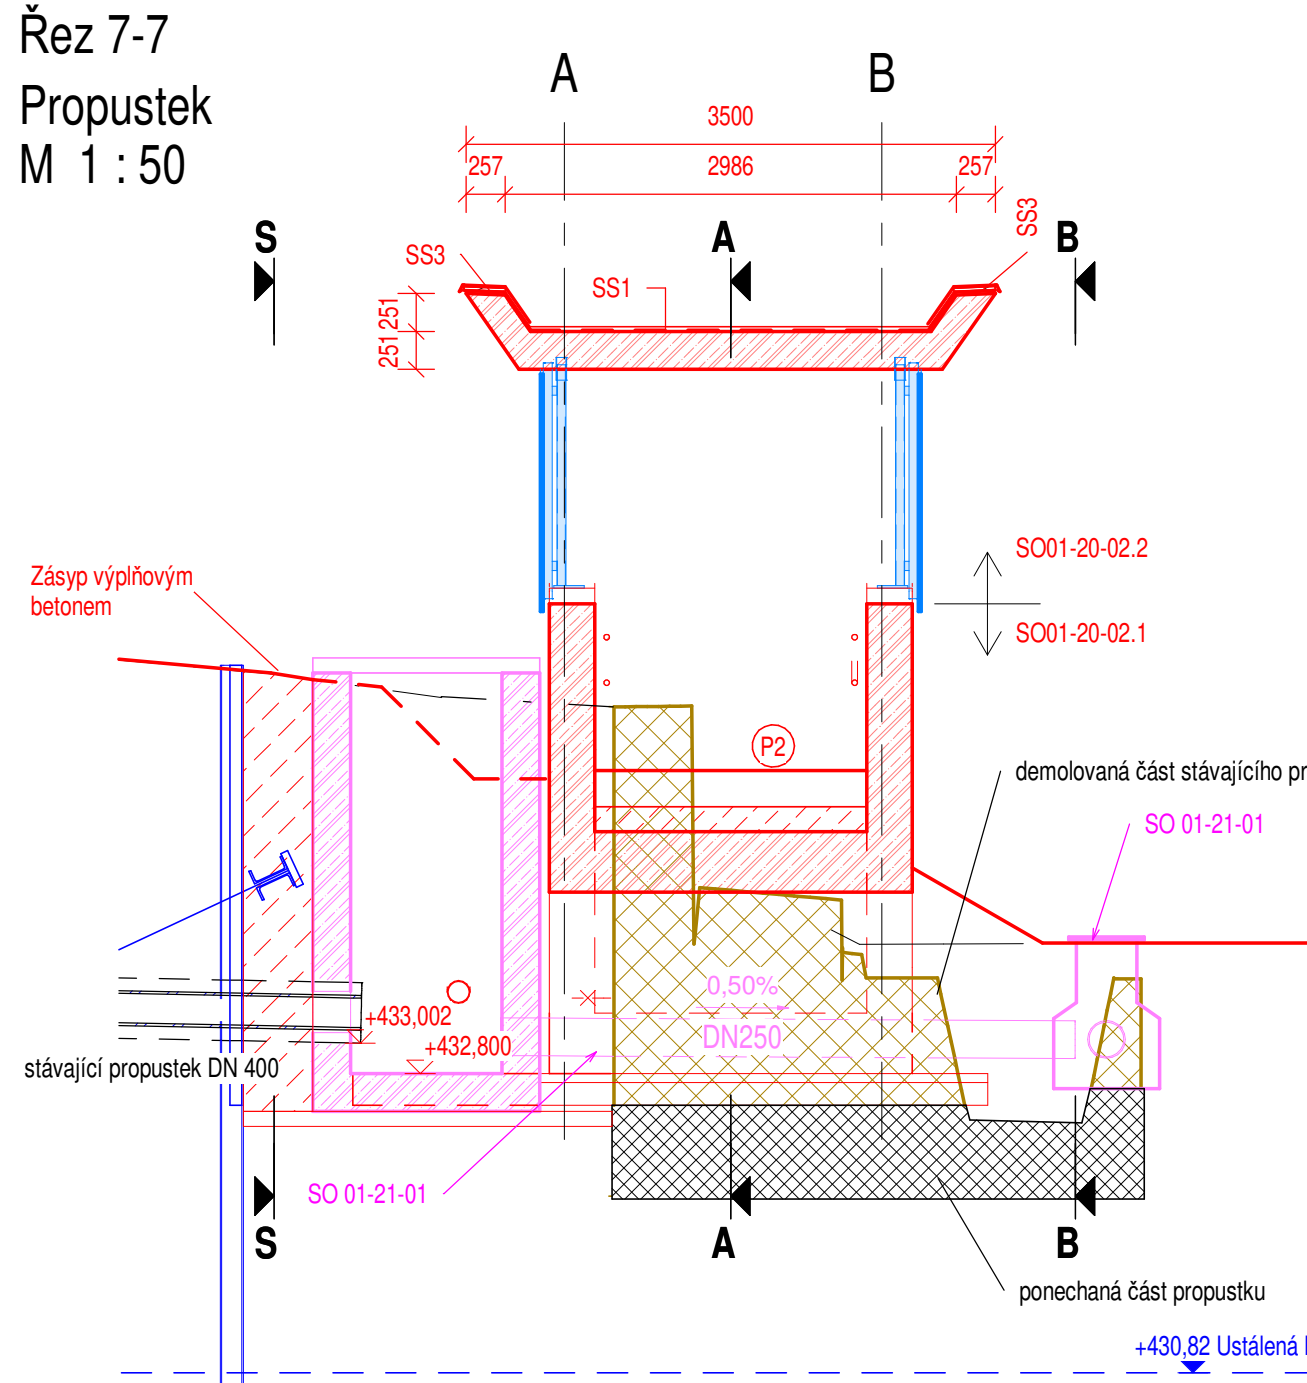 Řez 7-7
Propustek
M 1 : 50
A
B
3500
257
2986
257
S
A
B
SS3
SS3
SS1
251
251
SO01-20-02.2
SO01-20-02.1
Zásyp výplňovým
betonem
P2
demolovaná část stávajícího
SO 01-21-01
0,50%
DN250
+433,002
+432,800
stávající propustek DN 400
SO 01-21-01
S
A
B
ponechaná část propustku
+430,82 Ustálená